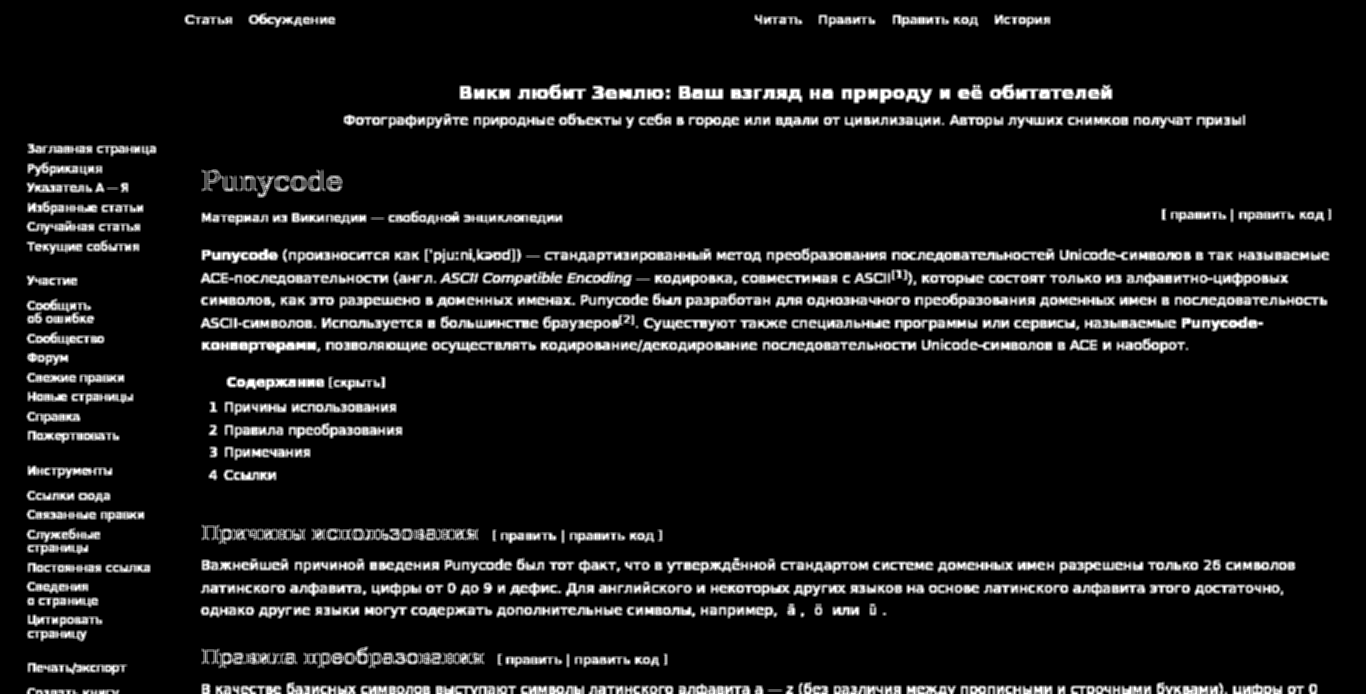 Статья Обсуждение Читать Править Править код История
Вики любит Землю: Ваш взгляд на природу и её обитателей
Фотографируйте природные объекты у себя в городе или вдали от цивилизации. Авторы лучших снимков получат призы!
Заглавная страница
Рубрикация
Указатель А — Я
Избранные статьи
Случайная статья
Текущие события
Участие
Сообщить
об ошибке
Сообщество
Форум
Свежие правки
Новые страницы
Справка
Пожертвовать
Инструменты
Ссылки сюда
Связанные правки
Служебные
страницы
Постоянная ссылка
Сведения
о странице
Цитировать
страницу
Печать/экспорт
Создать книгу
Punycode
Материал из Википедии — свободной энциклопедии
[ править | править код ]
Punycode (произносится как ['pjuːni,kəʊd]) — стандартизированный метод преобразования последовательностей Unicode-символов в так называемые
ACE-последовательности (англ. ASCII Compatible Encoding — кодировка, совместимая с ASCII[1]), которые состоят только из алфавитно-цифровых
символов, как это разрешено в доменных именах. Punycode был разработан для однозначного преобразования доменных имен в последовательность
ASCII-символов. Используется в большинстве браузеров[2]. Существуют также специальные программы или сервисы, называемые Punycode-
конвертерами, позволяющие осуществлять кодирование/декодирование последовательности Unicode-символов в ACE и наоборот.
Содержание [скрыть]
1 Причины использования
2 Правила преобразования
3 Примечания
4 Ссылки
Причины использования [ править | править код ]
Важнейшей причиной введения Punycode был тот факт, что в утверждённой стандартом системе доменных имен разрешены только 26 символов
латинского алфавита, цифры от 0 до 9 и дефис. Для английского и некоторых других языков на основе латинского алфавита этого достаточно,
однако другие языки могут содержать дополнительные символы, например, ä , ö или ü .
Правила преобразования [ править | править код ]
В качестве базисных символов выступают символы латинского алфавита a — z (без различия между прописными и строчными буквами), цифры от 0